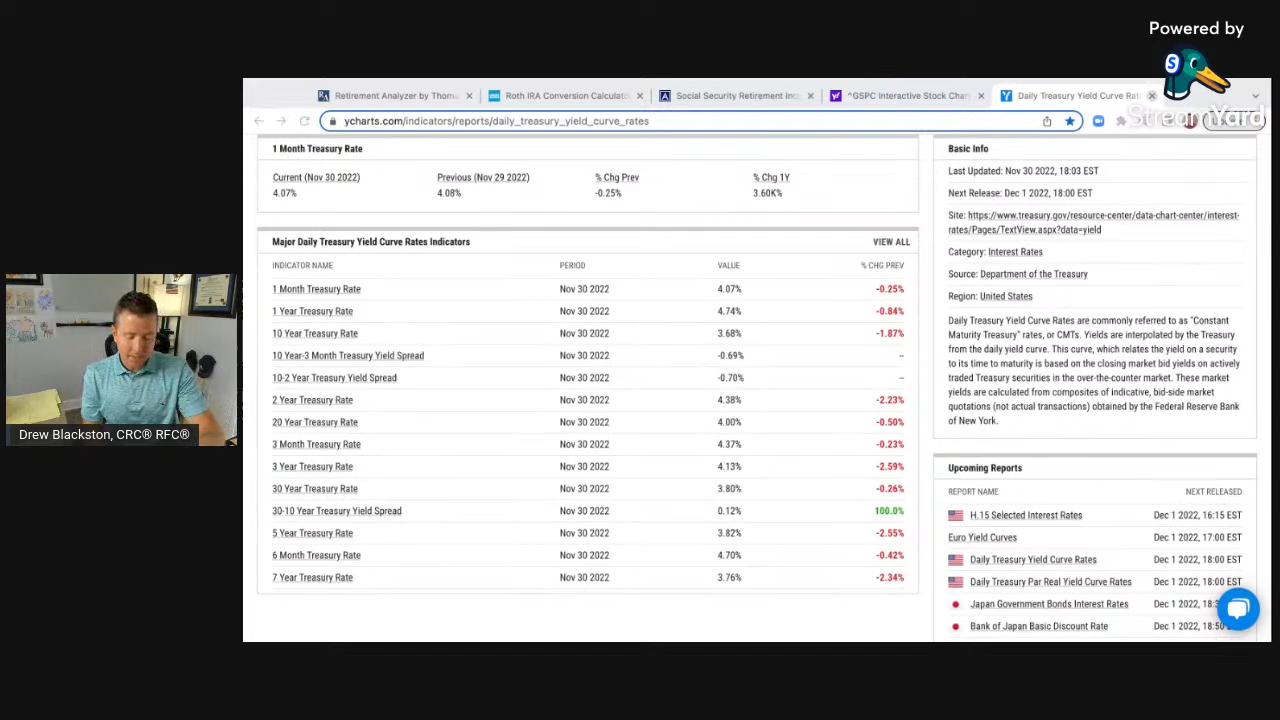 Powered by
S
StreamYard
Retirement Analyzer by Thoma
Roth IRA Conversion Calculato
Social Security Retirement Inc
^GSPC Interactive Stock Chart
Daily Treasury Yield Curve Rat
ycharts.com/indicators/reports/daily_treasury_yield_curve_rates
1 Month Treasury Rate
Current (Nov 30 2022) Previous (Nov 29 2022) % Chg Prev % Chg 1Y
4.07% 4.08% -0.25% 3.60K%
Major Daily Treasury Yield Curve Rates Indicators VIEW ALL
INDICATOR NAME PERIOD VALUE % CHG PREV
1 Month Treasury Rate Nov 30 2022 4.07% -0.25%
1 Year Treasury Rate Nov 30 2022 4.74% -0.84%
10 Year Treasury Rate Nov 30 2022 3.68% -1.87%
10 Year-3 Month Treasury Yield Spread Nov 30 2022 -0.69% --
10-2 Year Treasury Yield Spread Nov 30 2022 -0.70% --
2 Year Treasury Rate Nov 30 2022 4.38% -2.23%
20 Year Treasury Rate Nov 30 2022 4.00% -0.50%
3 Month Treasury Rate Nov 30 2022 4.37% -0.23%
3 Year Treasury Rate Nov 30 2022 4.13% -2.59%
30 Year Treasury Rate Nov 30 2022 3.80% -0.26%
30-10 Year Treasury Yield Spread Nov 30 2022 0.12% 100.0%
5 Year Treasury Rate Nov 30 2022 3.82% -2.55%
6 Month Treasury Rate Nov 30 2022 4.70% -0.42%
7 Year Treasury Rate Nov 30 2022 3.76% -2.34%
Basic Info
Last Updated: Nov 30 2022, 18:03 EST
Next Release: Dec 1 2022, 18:00 EST
Site: https://www.treasury.gov/resource-center/data-chart-center/interest-
rates/Pages/TextView.aspx?data=yield
Category: Interest Rates
Source: Department of the Treasury
Region: United States
Daily Treasury Yield Curve Rates are commonly referred to as "Constant
Maturity Treasury" rates, or CMTs. Yields are interpolated by the Treasury
from the daily yield curve. This curve, which relates the yield on a security
to its time to maturity is based on the closing market bid yields on actively
traded Treasury securities in the over-the-counter market. These market
yields are calculated from composites of indicative, bid-side market
quotations (not actual transactions) obtained by the Federal Reserve Bank
of New York.
Upcoming Reports
REPORT NAME NEXT RELEASED
H.15 Selected Interest Rates Dec 1 2022, 16:15 EST
Euro Yield Curves Dec 1 2022, 17:00 EST
Daily Treasury Yield Curve Rates Dec 1 2022, 18:00 EST
Daily Treasury Par Real Yield Curve Rates Dec 1 2022, 18:00 EST
Japan Government Bonds Interest Rates Dec 1 2022, 18:3
Bank of Japan Basic Discount Rate Dec 1 2022, 18:50
Drew Blackston, CRC® RFC®